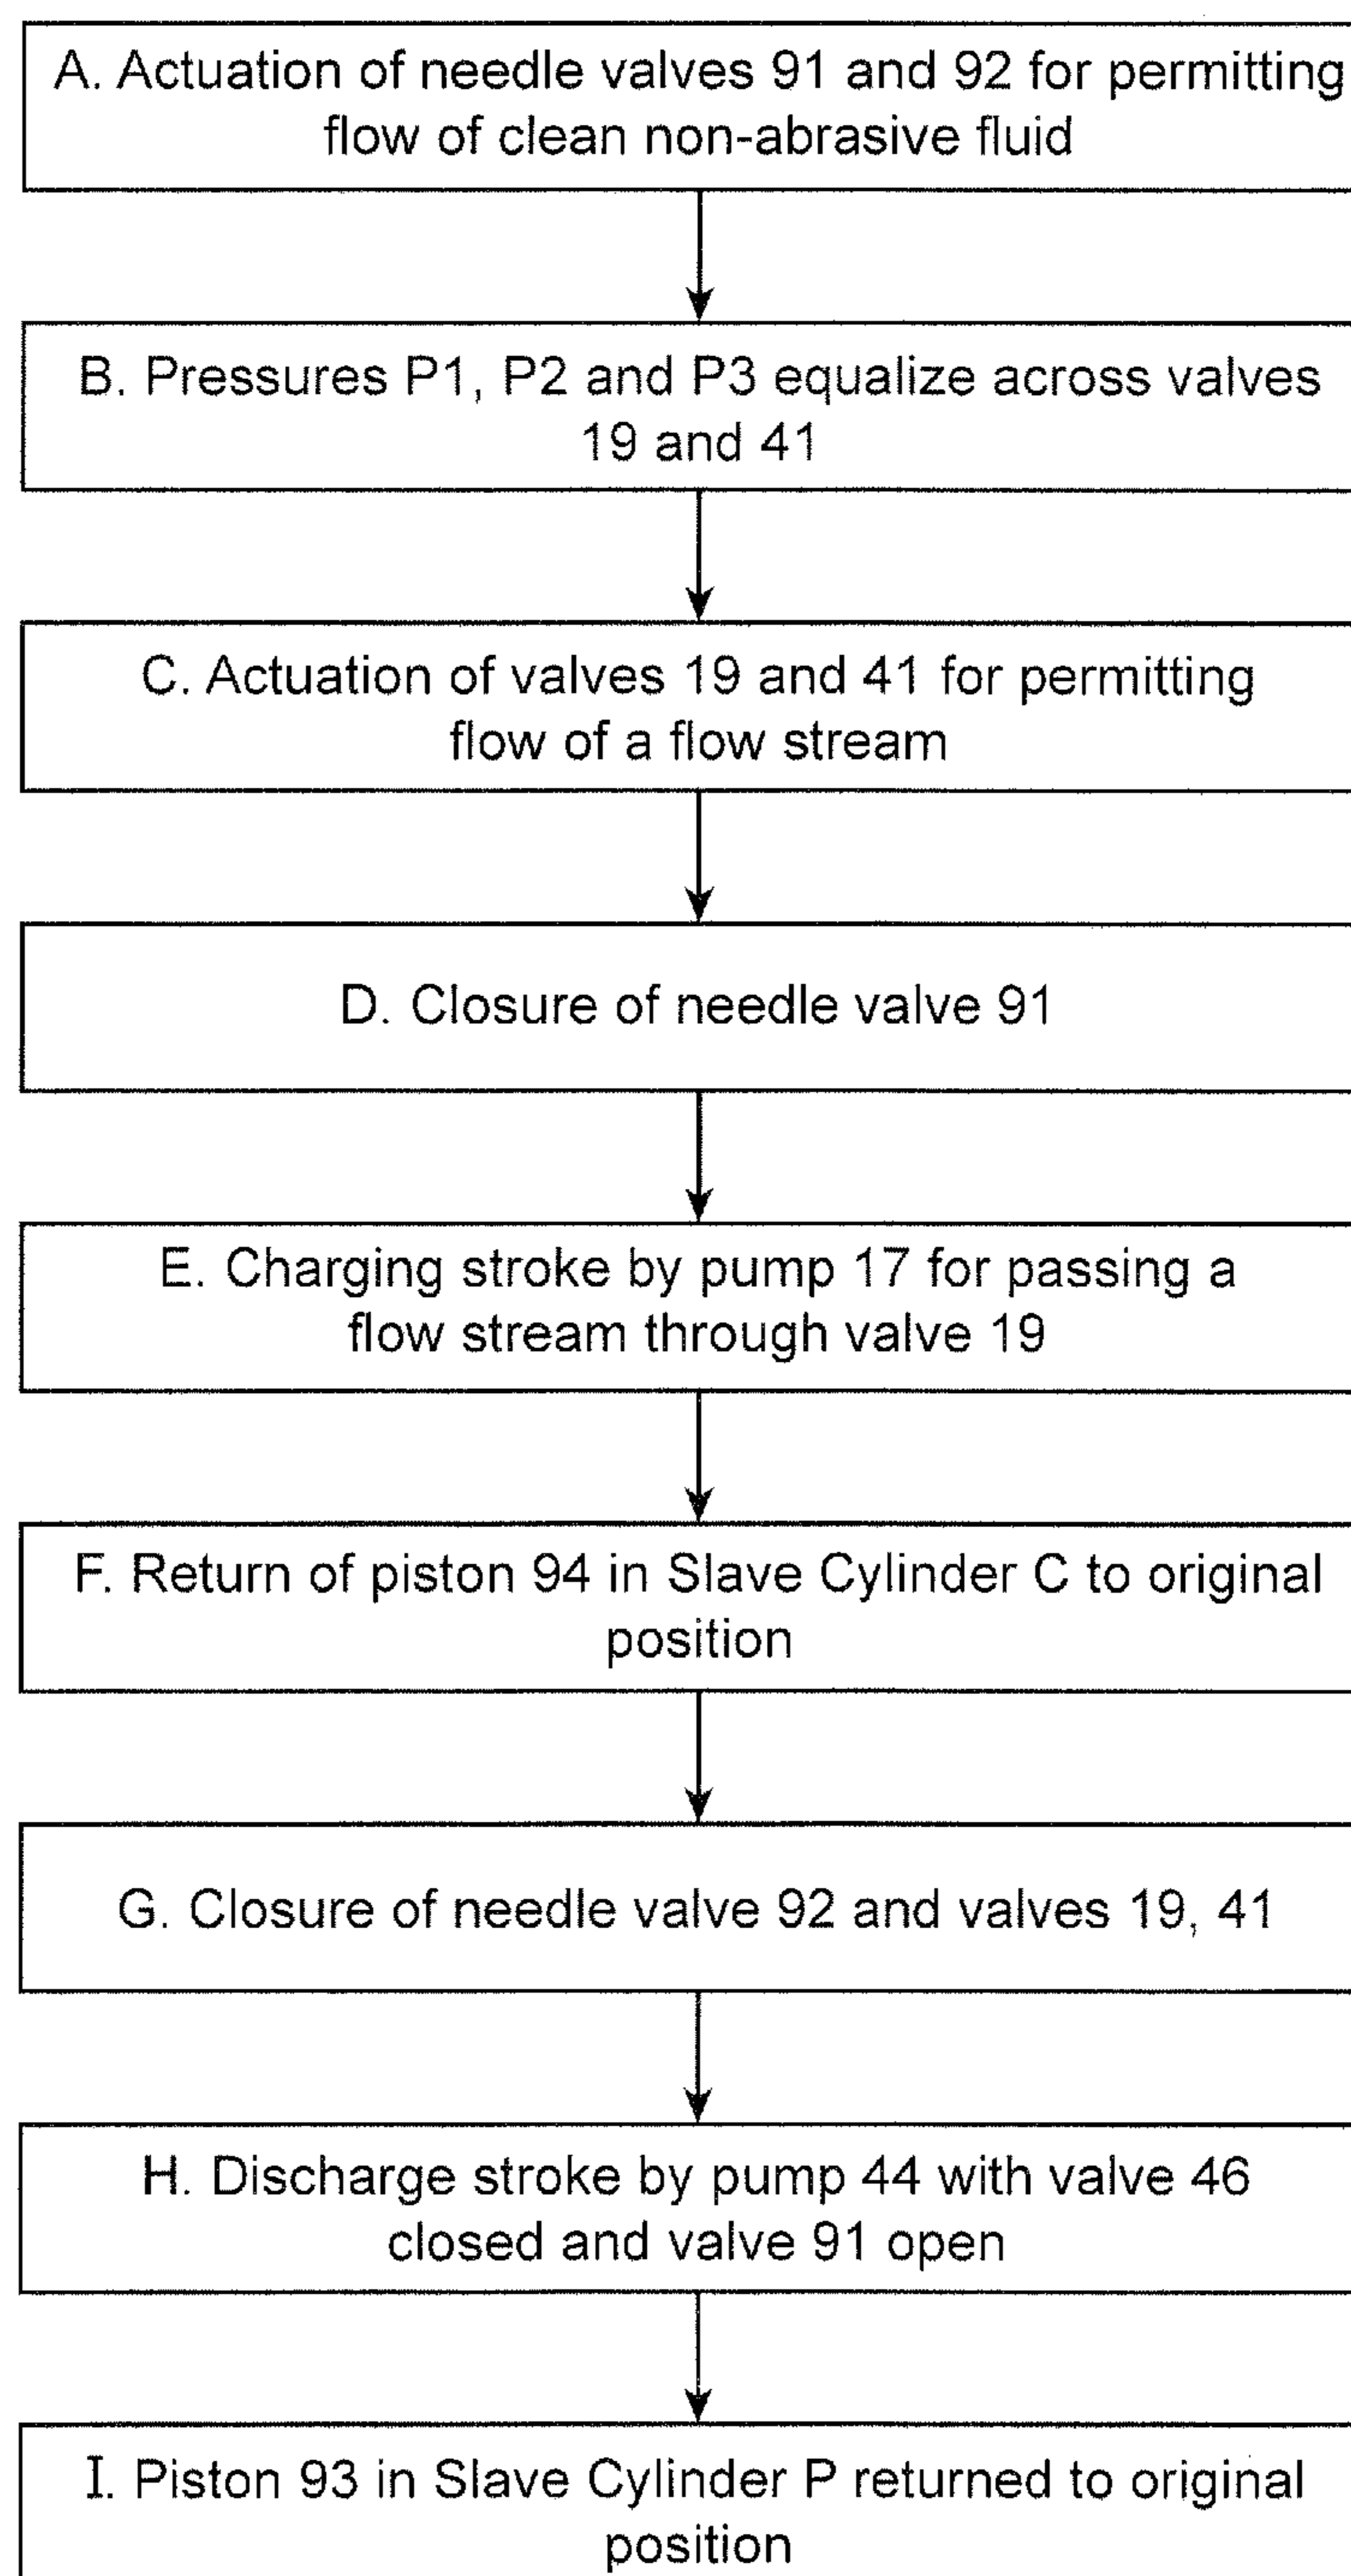 A. Actuation of needle valves 91 and 92 for permitting
flow of clean non-abrasive fluid
B. Pressures P1, P2 and P3 equalize across valves
19 and 41
C. Actuation of valves 19 and 41 for permitting
flow of a flow stream
D. Closure of needle valve 91
E. Charging stroke by pump 17 for passing a
flow stream through valve 19
F. Return of piston 94 in Slave Cylinder C to original
position
G. Closure of needle valve 92 and valves 19, 41
H. Discharge stroke by pump 44 with valve 46
closed and valve 91 open
I. Piston 93 in Slave Cylinder P returned to original
position